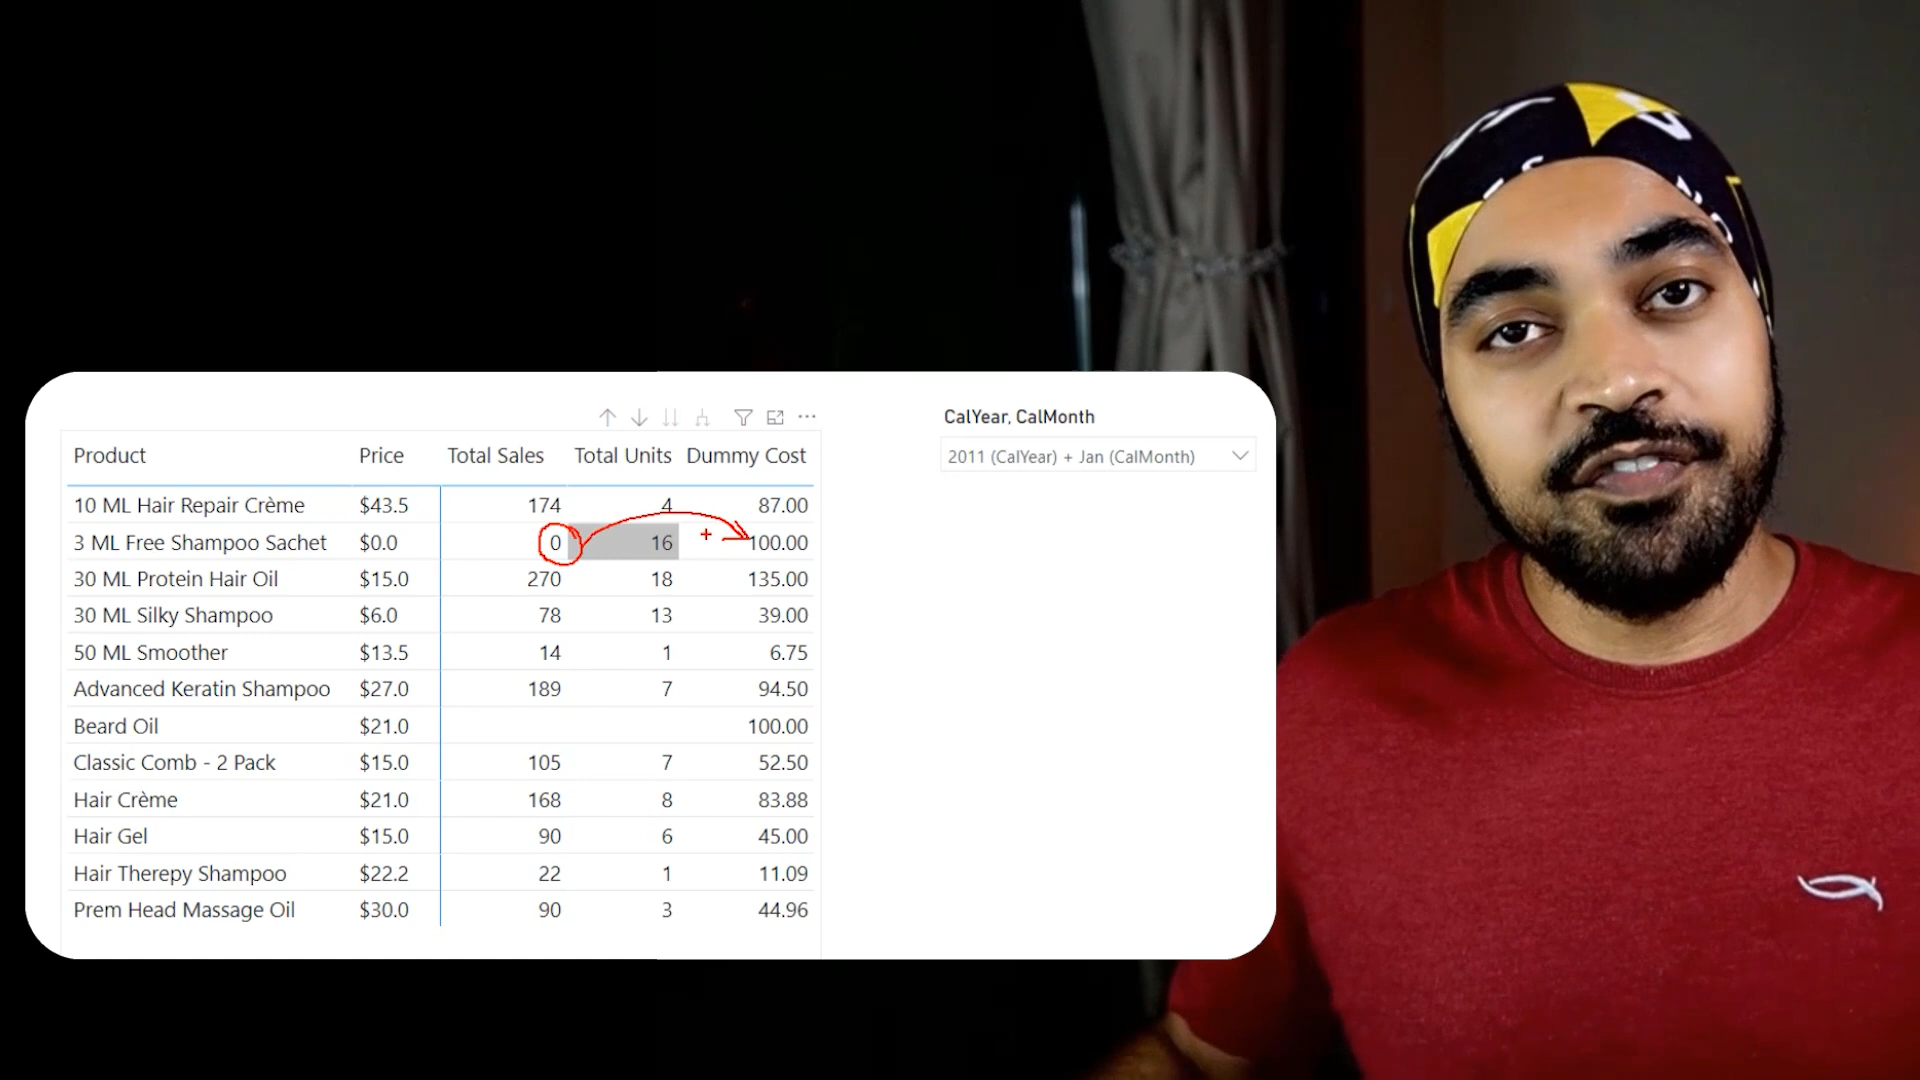 CalYear, CalMonth
2011 (CalYear) + Jan (CalMonth)
Product Price Total Sales Total Units Dummy Cost
10 ML Hair Repair Crème $43.5 174 4 87.00
3 ML Free Shampoo Sachet $0.0 0 16 100.00
30 ML Protein Hair Oil $15.0 270 18 135.00
30 ML Silky Shampoo $6.0 78 13 39.00
50 ML Smoother $13.5 14 1 6.75
Advanced Keratin Shampoo $27.0 189 7 94.50
Beard Oil $21.0 100.00
Classic Comb - 2 Pack $15.0 105 7 52.50
Hair Crème $21.0 168 8 83.88
Hair Gel $15.0 90 6 45.00
Hair Therepy Shampoo $22.2 22 1 11.09
Prem Head Massage Oil $30.0 90 3 44.96